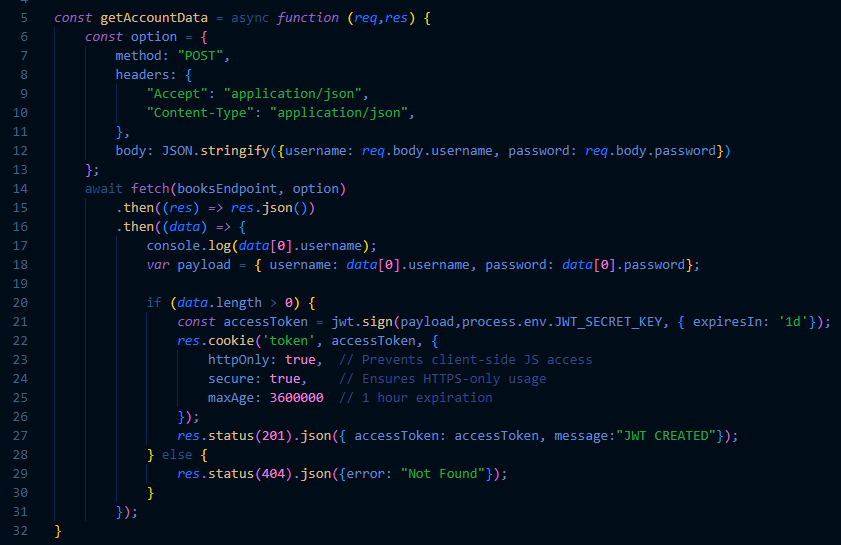 5 const getAccountData = async function (req,res) {
6 const option = {
7 method: "POST",
8 headers: {
9 "Accept": "application/json",
10 "Content-Type": "application/json",
11 },
12 body: JSON.stringify({username: req.body.username, password: req.body.password})
13 };
14 await fetch(booksEndpoint, option)
15 .then((res) => res.json())
16 .then((data) => {
17 console.log(data[0].username);
18 var payload = { username: data[0].username, password: data[0].password};
19
20 if (data.length > 0) {
21 const accessToken = jwt.sign(payload,process.env.JWT_SECRET_KEY, { expiresIn: '1d'});
22 res.cookie('token', accessToken, {
23 httpOnly: true, // Prevents client-side JS access
24 secure: true, // Ensures HTTPS-only usage
25 maxAge: 3600000 // 1 hour expiration
26 });
27 res.status(201).json({ accessToken: accessToken, message:"JWT CREATED"});
28 } else {
29 res.status(404).json({error: "Not Found"});
30 }
31 });
32 }